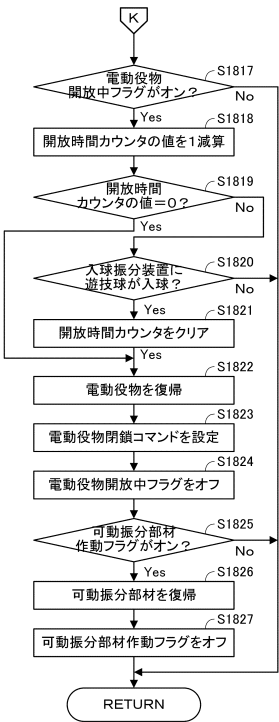 K
S1817
電動役物
開放中フラグがオン？
No
Yes
S1818
開放時間カウンタの値を１減算
S1819
開放時間
カウンタの値＝０？
No
Yes
S1820
入球振分装置に
遊技球が入球？
No
S1821
開放時間カウンタをクリア
Yes
S1822
電動役物を復帰
S1823
電動役物閉鎖コマンドを設定
S1824
電動役物開放中フラグをオフ
S1825
可動振分部材
作動フラグがオン？
No
Yes
S1826
可動振分部材を復帰
S1827
可動振分部材作動フラグをオフ
RETURN